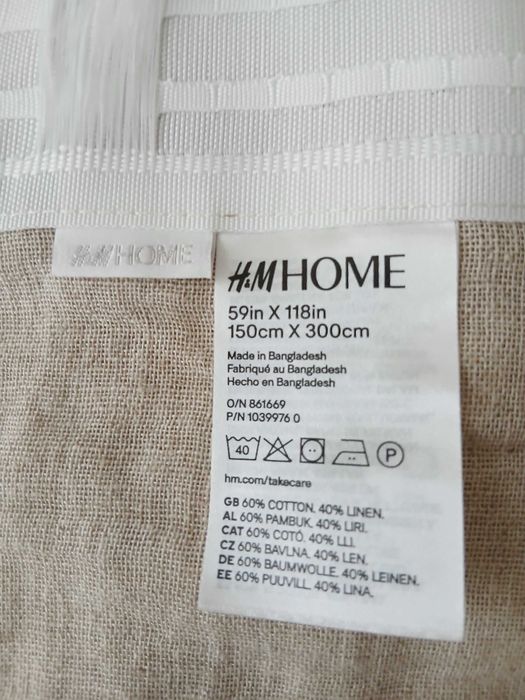 H&M HOME
H&M HOME
59in X 118in
150cm X 300cm
Made in Bangladesh
Fabriqué au Bangladesh
Hecho en Bangladesh
O/N 861669
P/N 1039976 0
40 P
hm.com/takecare
GB 60% COTTON. 40% LINEN.
AL 60% PAMBUK. 40% LIRI.
CAT 60% COTÓ. 40% LLI.
CZ 60% BAVLNA. 40% LEN.
DE 60% BAUMWOLLE. 40% LEINEN.
EE 60% PUUVILL. 40% LINA.